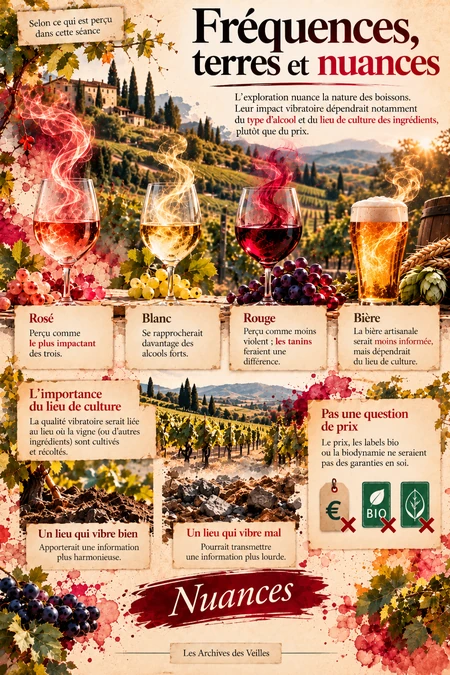 Selon ce qui est perçu
dans cette séance
Fréquences,
terres et nuances
L'exploration nuance la nature des boissons.
Leur impact vibratoire dépendrait notamment
du type d'alcool et du lieu de culture des ingrédients,
plutôt que du prix.
Rosé
Perçu comme
le plus impactant
des trois.
Blanc
Se rapprocherait
davantage des
alcools forts.
Rouge
Perçu comme moins
violent ; les tanins
feraient une
différence.
Bière
La bière artisanale
serait moins informée,
mais dépendrait
du lieu de culture.
L'importance
du lieu de culture
La qualité vibratoire serait liée
au lieu où la vigne (ou d'autres
ingrédients) sont cultivés
et récoltés.
Pas une question
de prix
Le prix, les labels bio
ou la biodynamie ne seraient
pas des garanties en soi.
€
BIO
Un lieu qui vibre bien
Apporterait une information
plus harmonieuse.
Un lieu qui vibre mal
Pourrait transmettre
une information plus lourde.
Nuances
Les Archives des Veilles